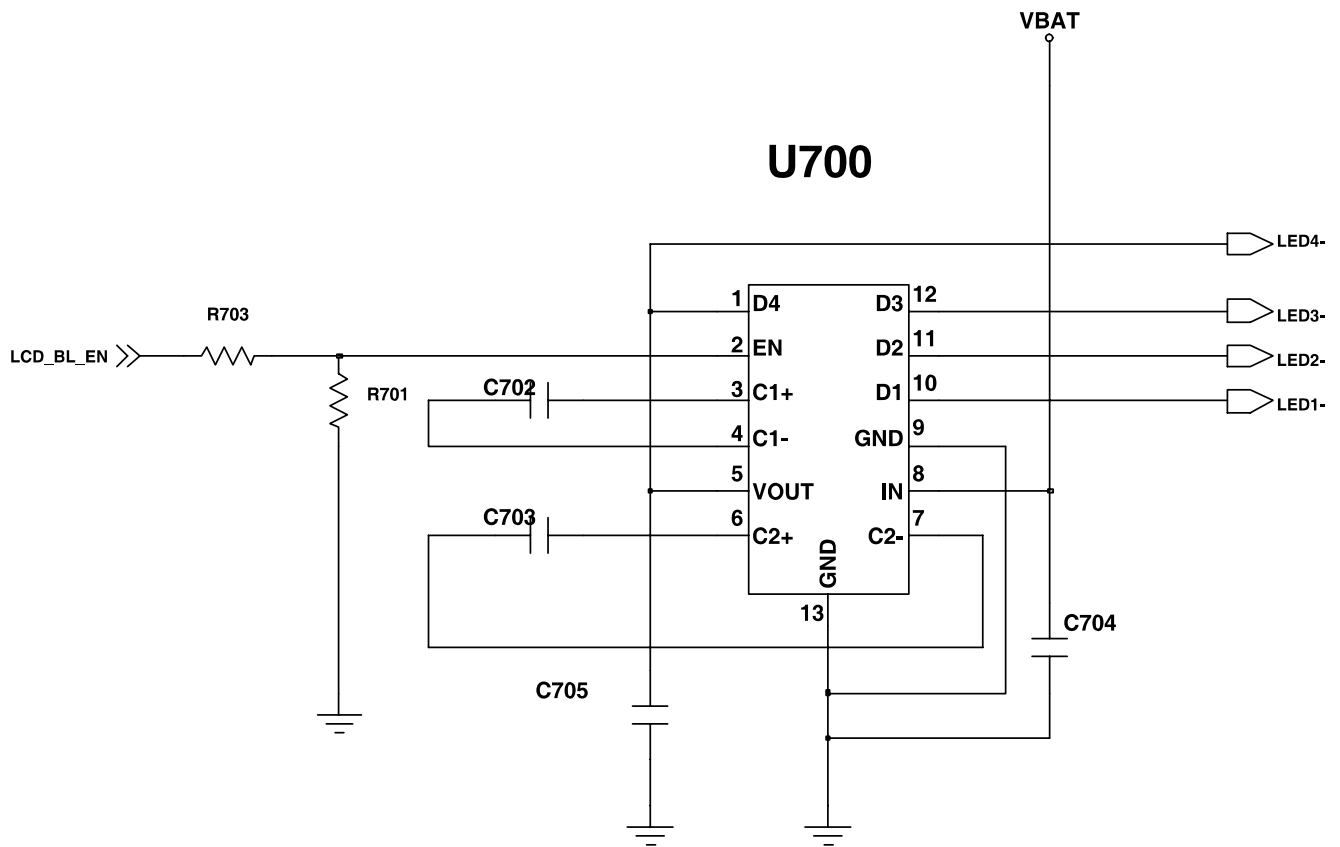 VBAT
U700
LED4-
1 D4 D3 12 LED3-
R703
LCD_BL_EN 2 EN D2 11 LED2-
R701 C702 3 C1+ D1 10 LED1-
4 C1- GND 9
5 VOUT IN 8
C703 6 C2+ C2- 7
GND
13
C704
C705